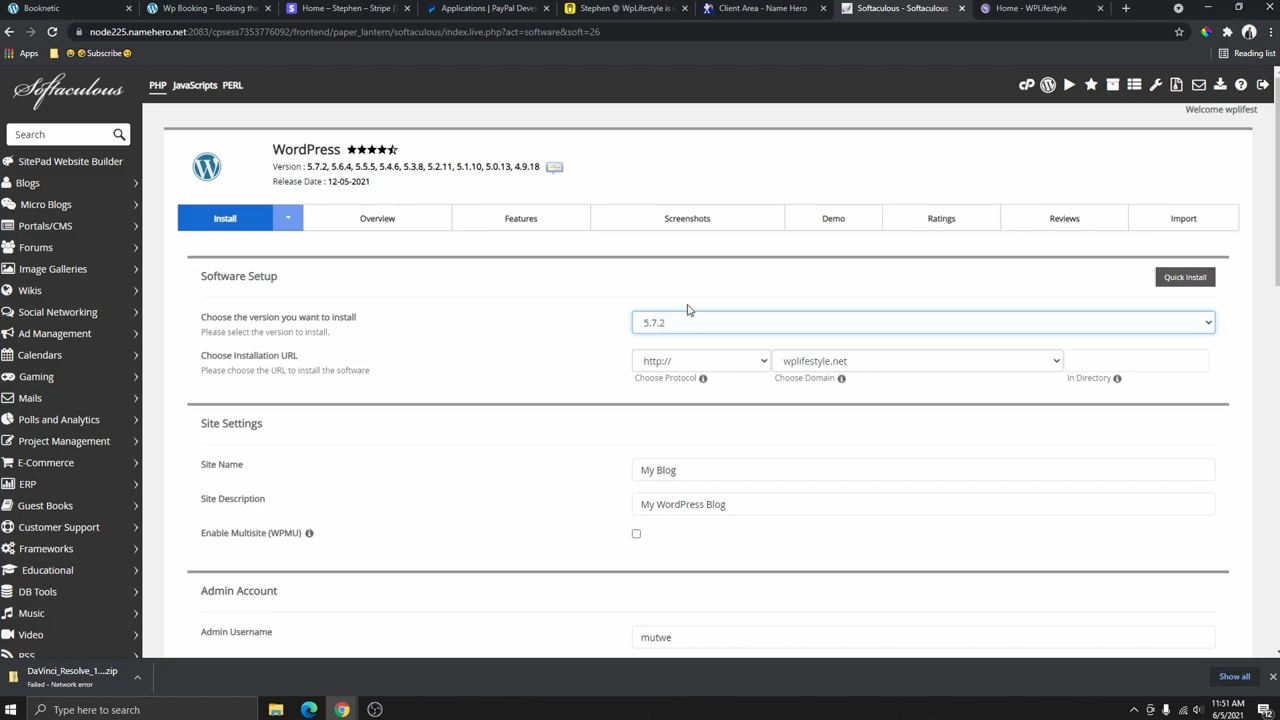 Bookinetic
Wp Booking – Booking tha
Home – Stephen – Stripe [T
Applications | PayPal Devel
Stephen @ WpLifestyle is C
Client Area - Name Hero
Softaculous - Softaculous -
Home - WPLifestyle
node225.namehero.net:2083/cpsess7353776092/frontend/paper_lantern/softaculous/index.live.php?act=software&soft=26
Apps
Subscribe
Reading list
Softaculous
PHP JavaScripts PERL
Welcome wplifest
Search
SitePad Website Builder
Blogs
Micro Blogs
Portals/CMS
Forums
Image Galleries
Wikis
Social Networking
Ad Management
Calendars
Gaming
Mails
Polls and Analytics
Project Management
E-Commerce
ERP
Guest Books
Customer Support
Frameworks
Educational
DB Tools
Music
Video
RSS
WordPress
Version : 5.7.2, 5.6.4, 5.5.5, 5.4.6, 5.3.8, 5.2.11, 5.1.10, 5.0.13, 4.9.18
Release Date : 12-05-2021
Install Overview Features Screenshots Demo Ratings Reviews Import
Software Setup
Quick Install
Choose the version you want to install
Please select the version to install.
5.7.2
Choose Installation URL
Please choose the URL to install the software
http:// wplifestyle.net
Choose Protocol Choose Domain In Directory
Site Settings
Site Name
My Blog
Site Description
My WordPress Blog
Enable Multisite (WPMU)
Admin Account
Admin Username
mutwe
DaVinci_Resolve_1....zip
Failed - Network error
Show all
Type here to search
11:51 AM
6/5/2021